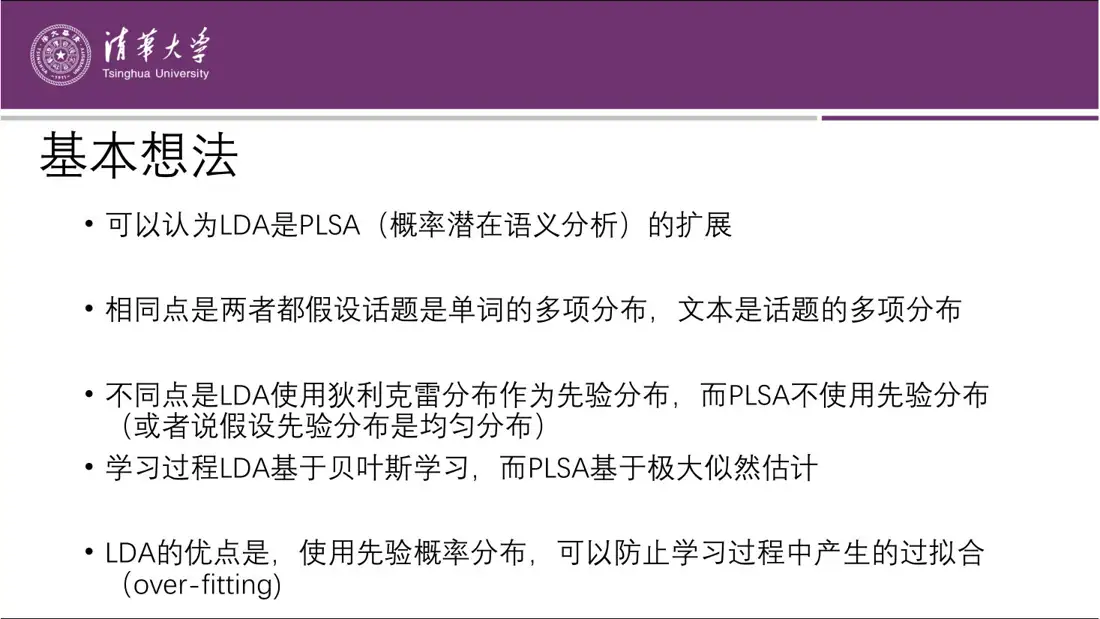 清华大学
Tsinghua University
基本想法
• 可以认为LDA是PLSA（概率潜在语义分析）的扩展
• 相同点是两者都假设话题是单词的多项分布，文本是话题的多项分布
• 不同点是LDA使用狄利克雷分布作为先验分布，而PLSA不使用先验分布
（或者说假设先验分布是均匀分布）
• 学习过程LDA基于贝叶斯学习，而PLSA基于极大似然估计
• LDA的优点是，使用先验概率分布，可以防止学习过程中产生的过拟合
（over-fitting)